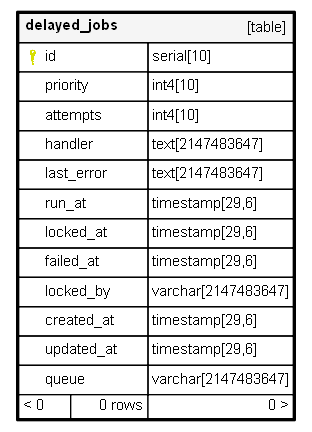 delayed_jobs [table]
id serial[10]
priority int4[10]
attempts int4[10]
handler text[2147483647]
last_error text[2147483647]
run_at timestamp[29,6]
locked_at timestamp[29,6]
failed_at timestamp[29,6]
locked_by varchar[2147483647]
created_at timestamp[29,6]
updated_at timestamp[29,6]
queue varchar[2147483647]
< 0 0 rows 0 >